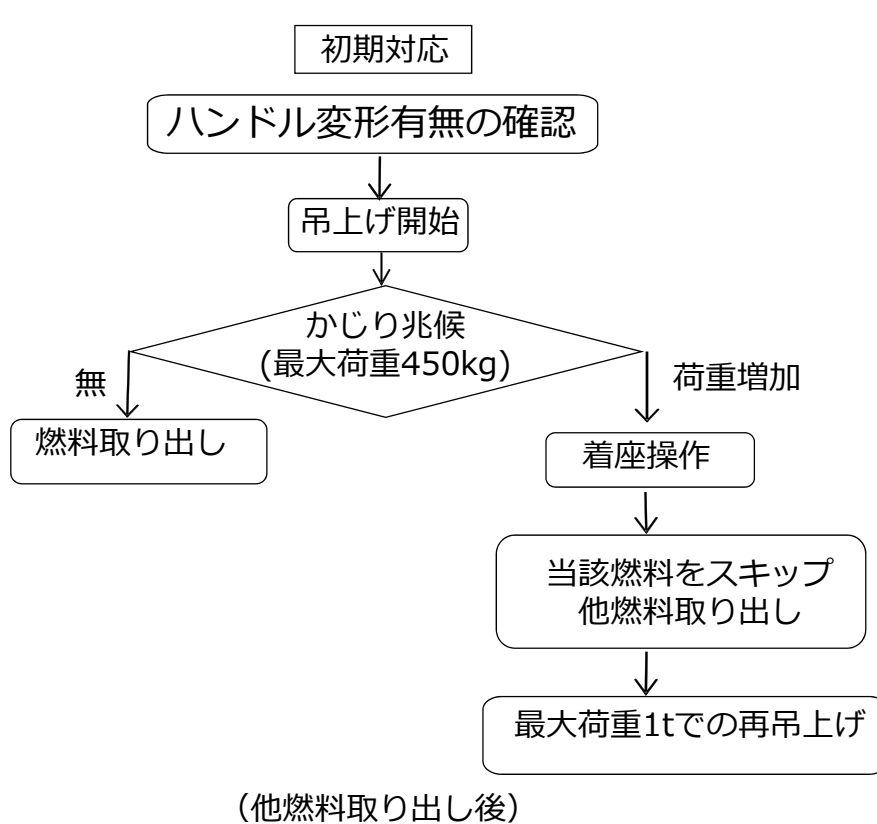 初期対応
ハンドル変形有無の確認
吊上げ開始
かじり兆候
(最大荷重450kg)
無
荷重増加
燃料取り出し
着座操作
当該燃料をスキップ
他燃料取り出し
最大荷重1tでの再吊上げ
（他燃料取り出し後）